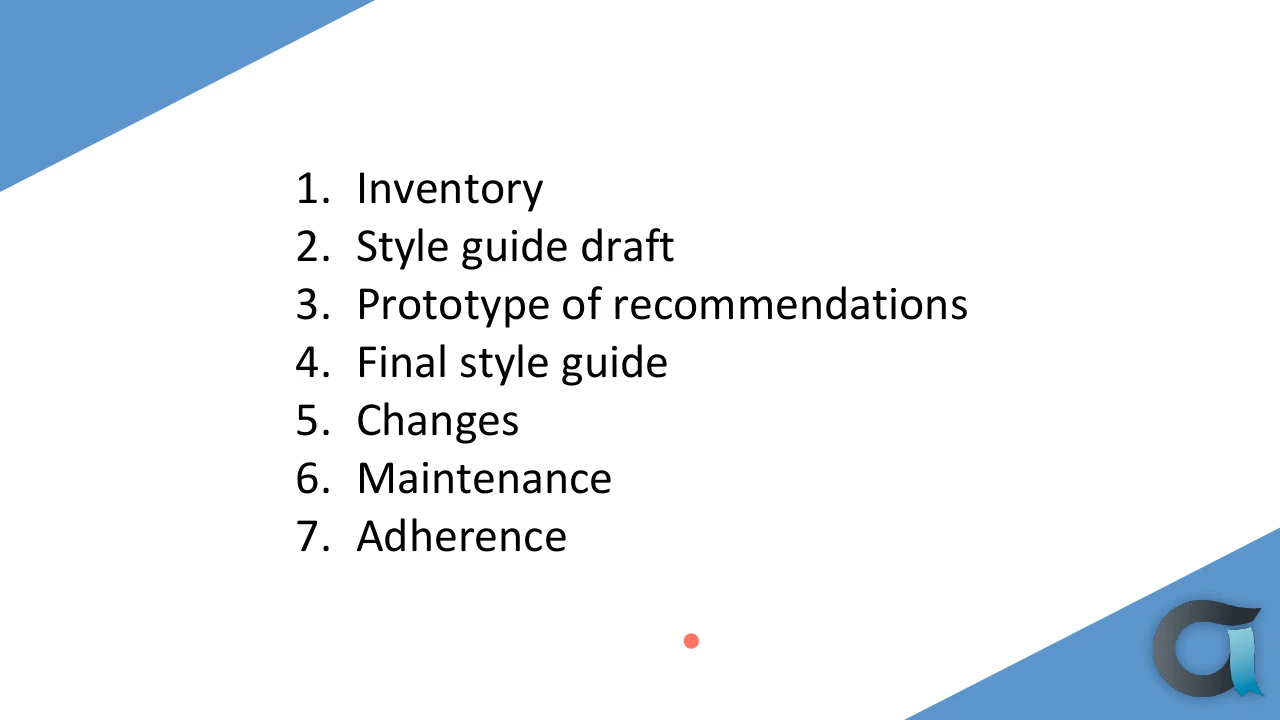 1. Inventory
2. Style guide draft
3. Prototype of recommendations
4. Final style guide
5. Changes
6. Maintenance
7. Adherence